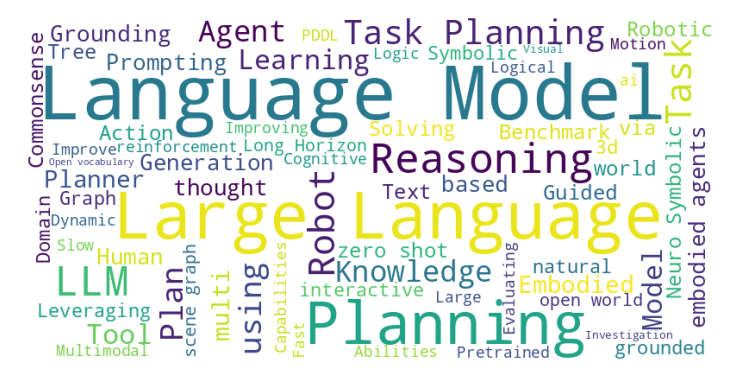 Grounding
Agent
PDDL
Task Planning
Robotic
Tree
Prompting
Learning
Logic
Symbolic
Visual
Motion
Commonsense
Language Model
Logical
ai
Task
Action
Improving
Solving
Benchmark
via
Improve
reinforcement
Long Horizon
Reasoning
3d
Open vocabulary
Generation
Cognitive
world
Planner
thought
Text
based
Guided
Graph
Large Language
Robot
Domain
Dynamic
Neuro Symbolic
embodied agents
Slow
Human
zero shot
LLM
Plan
scene graph
multi
using
Capabilities
Knowledge
natural
Embodied
Model
Leveraging
interactive
Large
Evaluating
open world
Tool
Fast
Planning
Investigation
Multimodal
Abilities
Pretrained
grounded